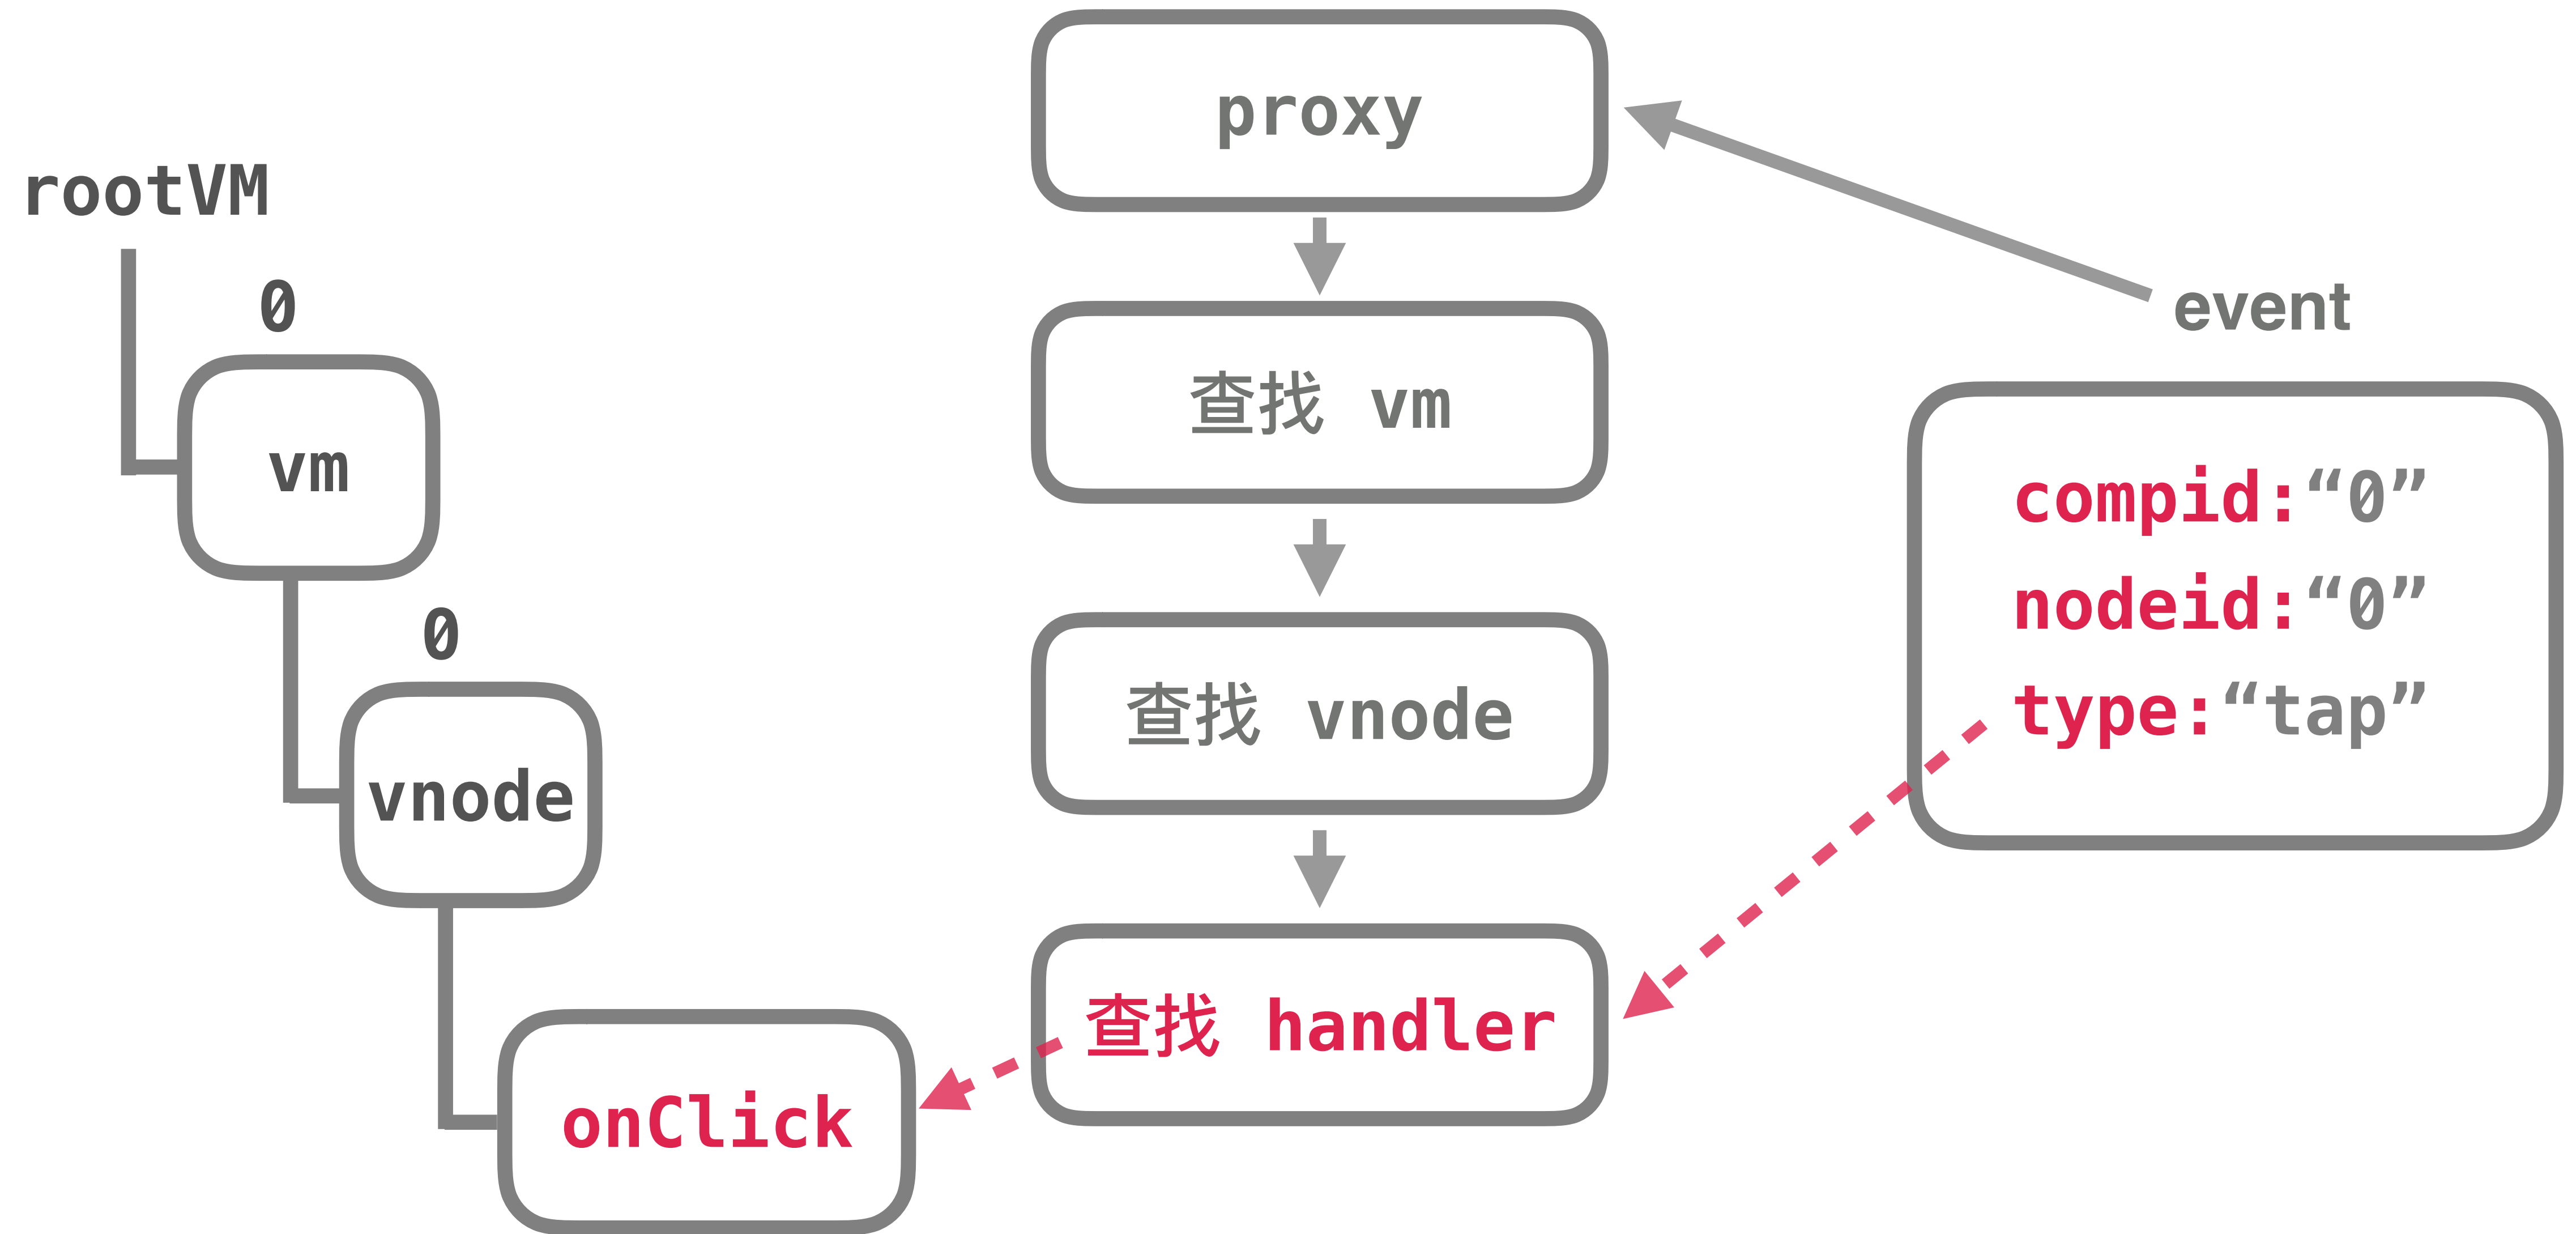 rootVM
0
vm
0
vnode
onClick
proxy
查找 vm
查找 vnode
查找 handler
event
compid:“0”
nodeid:“0”
type:“tap”